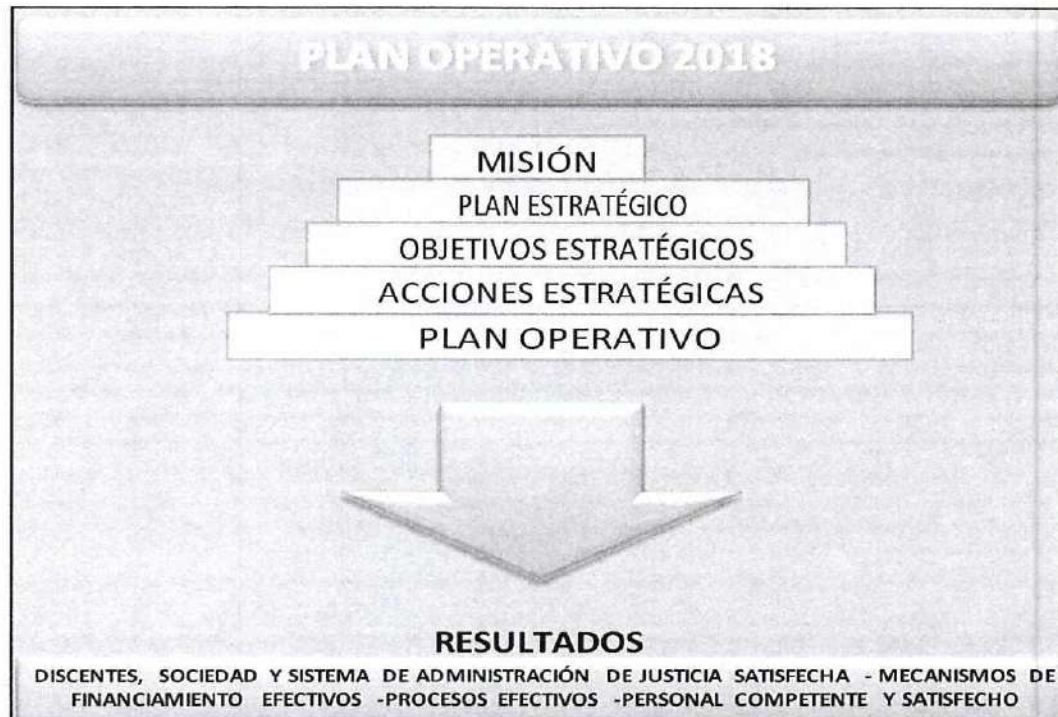 PLAN OPERATIVO 2018
MISIÓN
PLAN ESTRATÉGICO
OBJETIVOS ESTRATÉGICOS
ACCIONES ESTRATÉGICAS
PLAN OPERATIVO
RESULTADOS
DISCENTES, SOCIEDAD Y SISTEMA DE ADMINISTRACIÓN DE JUSTICIA SATISFECHA - MECANISMOS DE
FINANCIAMIENTO EFECTIVOS -PROCESOS EFECTIVOS -PERSONAL COMPETENTE Y SATISFECHO